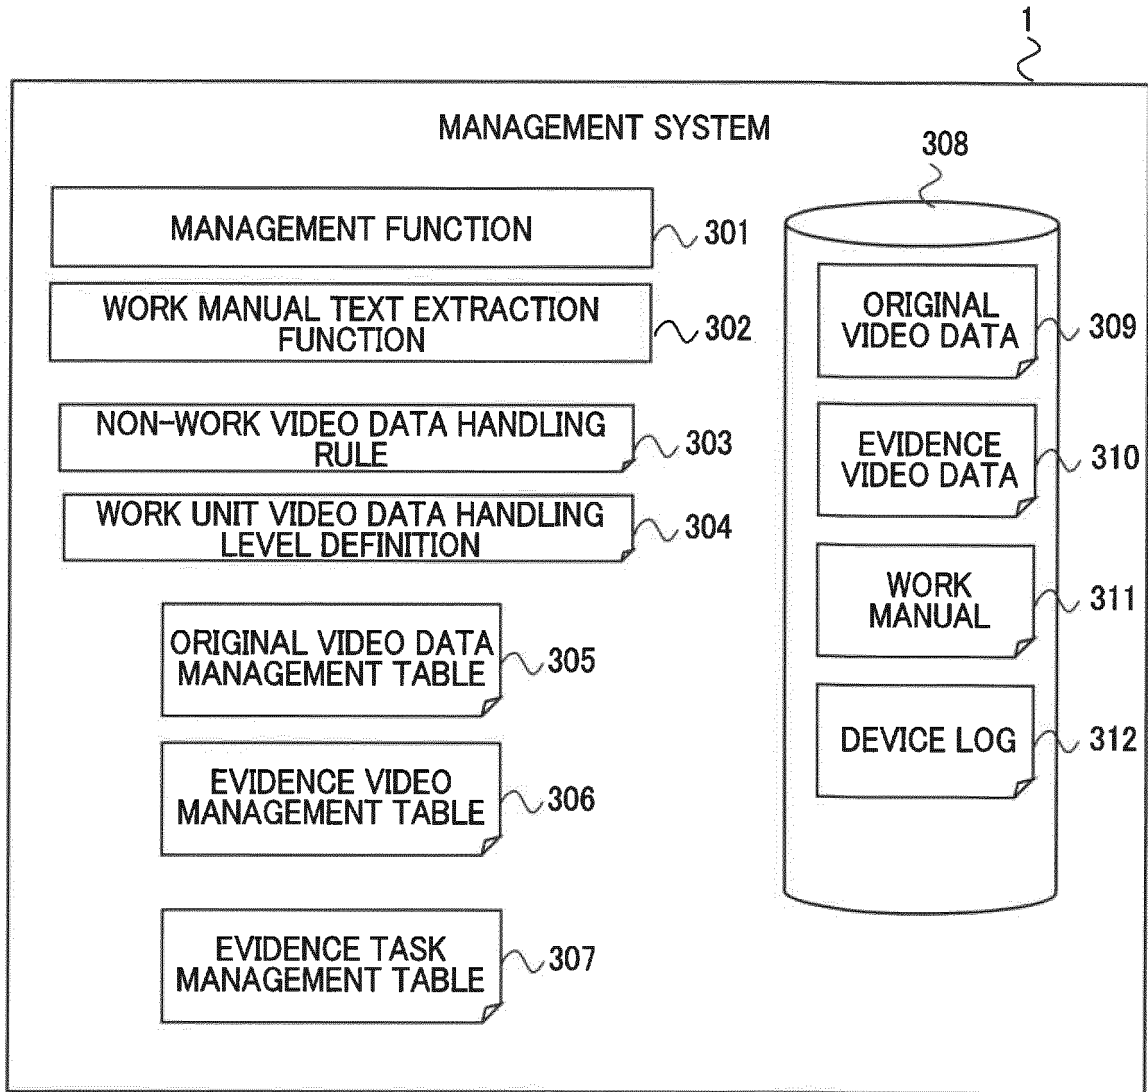 1
MANAGEMENT SYSTEM
MANAGEMENT FUNCTION
301
WORK MANUAL TEXT EXTRACTION
FUNCTION
302
NON-WORK VIDEO DATA HANDLING
RULE
303
WORK UNIT VIDEO DATA HANDLING
LEVEL DEFINITION
304
ORIGINAL VIDEO DATA
MANAGEMENT TABLE
305
EVIDENCE VIDEO
MANAGEMENT TABLE
306
EVIDENCE TASK
MANAGEMENT TABLE
307
308
ORIGINAL
VIDEO DATA
309
EVIDENCE
VIDEO DATA
310
WORK
MANUAL
311
DEVICE LOG
312